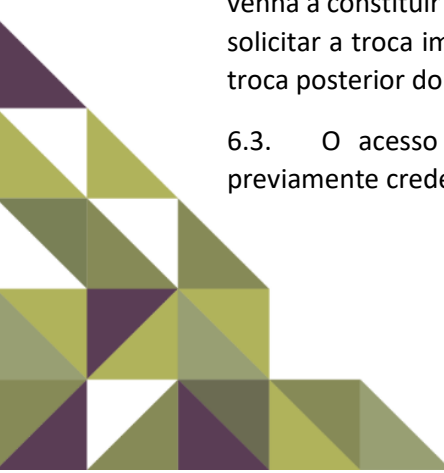 venha a constituir
solicitar a troca im
troca posterior do
6.3. O acesso
previamente crede